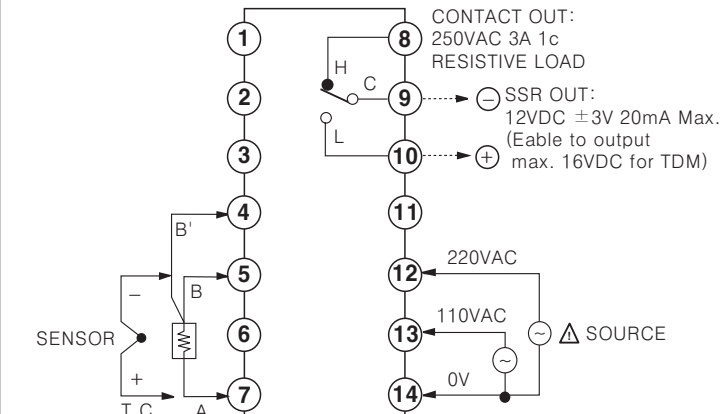 1
2
3
4
5
6
7
8
9
10
11
12
13
14
CONTACT OUT:
250VAC 3A 1c
RESISTIVE LOAD
H
C
L
− SSR OUT:
12VDC ±3V 20mA Max.
(Eable to output
max. 16VDC for TDM)
+
B'
B
−
SENSOR
+
T.C
A
220VAC
110VAC
0V
~
~
⚠ SOURCE